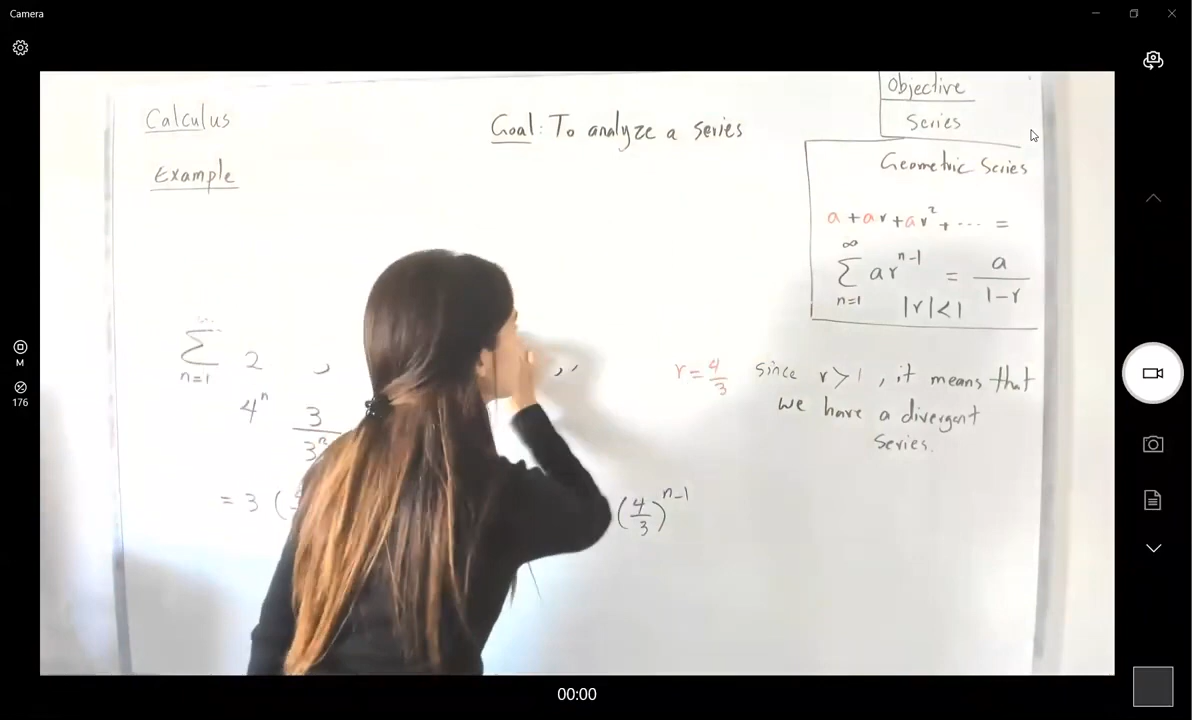 Camera
Objective
Series
Calculus
Goal: To analyze a series
Example
Geometric Series
a + ar + ar² + ... =
∞
∑ ar^(n-1) = a/(1-r)
n=1
|r| < 1
∑ 2 ,
n=1
4^n
3/3^n
r = 4/3 since r > 1, it means that
we have a divergent
series.
= 3 (
(4/3)^(n-1)
M
176
00:00